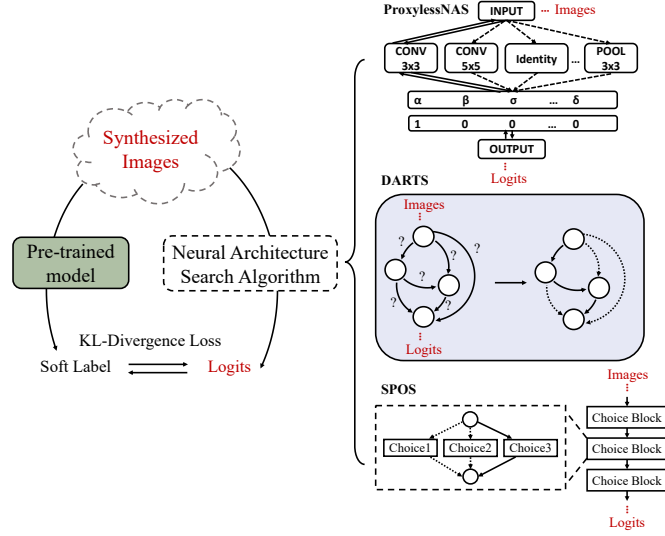 Synthesized
Images
Pre-trained
model
Neural Architecture
Search Algorithm
KL-Divergence Loss
Soft Label
Logits
ProxylessNAS
INPUT
... Images
CONV
3x3
CONV
5x5
Identity
...
POOL
3x3
α β σ ... δ
1 0 0 ... 0
OUTPUT
Logits
DARTS
Images
?
?
?
?
?
Logits
SPOS
Choice1
Choice2
Choice3
Images
Choice Block
Choice Block
Choice Block
Logits